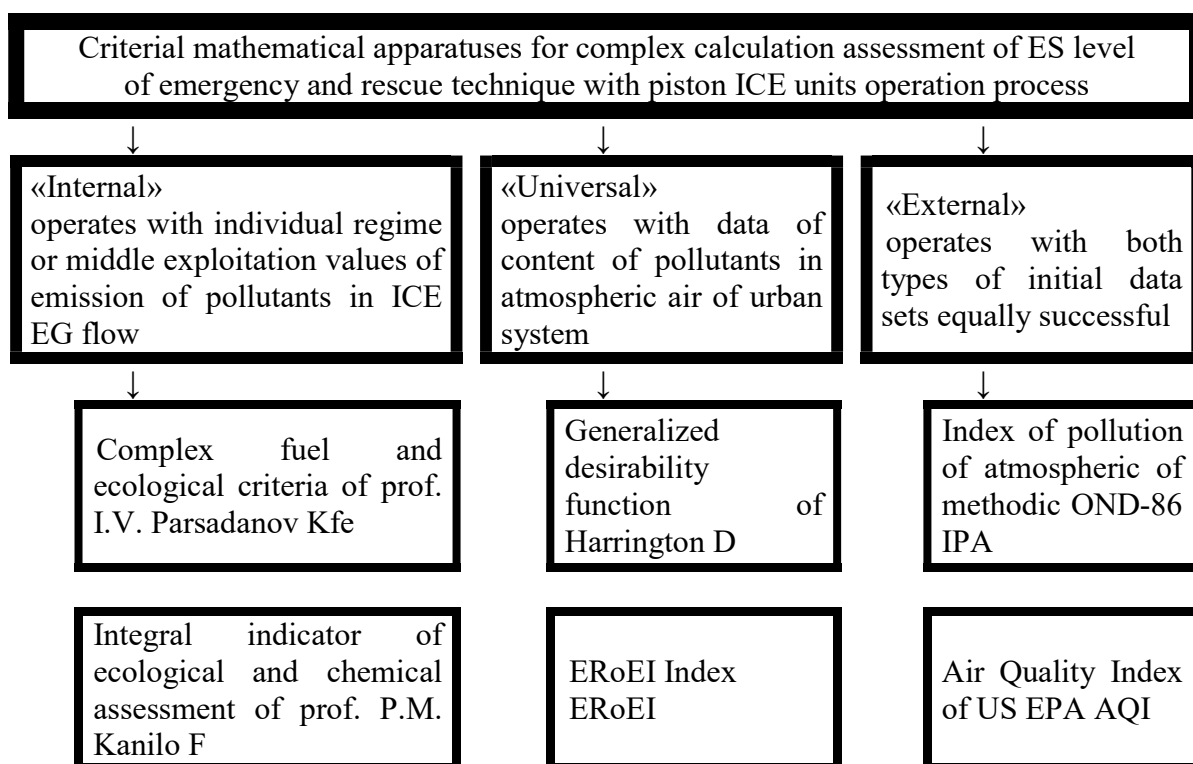 Criterial mathematical apparatuses for complex calculation assessment of ES level
of emergency and rescue technique with piston ICE units operation process
↓ ↓ ↓
«Internal»
operates with individual regime
or middle exploitation values of
emission of pollutants in ICE
EG flow
«Universal»
operates with data of
content of pollutants in
atmospheric air of urban
system
«External»
operates with both
types of initial data
sets equally successful
↓ ↓ ↓
Complex fuel and
ecological criteria of prof.
I.V. Parsadanov Kfe
Generalized
desirability
function of
Harrington D
Index of pollution
of atmospheric of
methodic OND-86
IPA
Integral indicator of
ecological and chemical
assessment of prof. P.M.
Kanilo F
ERoEI Index
ERoEI
Air Quality Index
of US EPA AQI